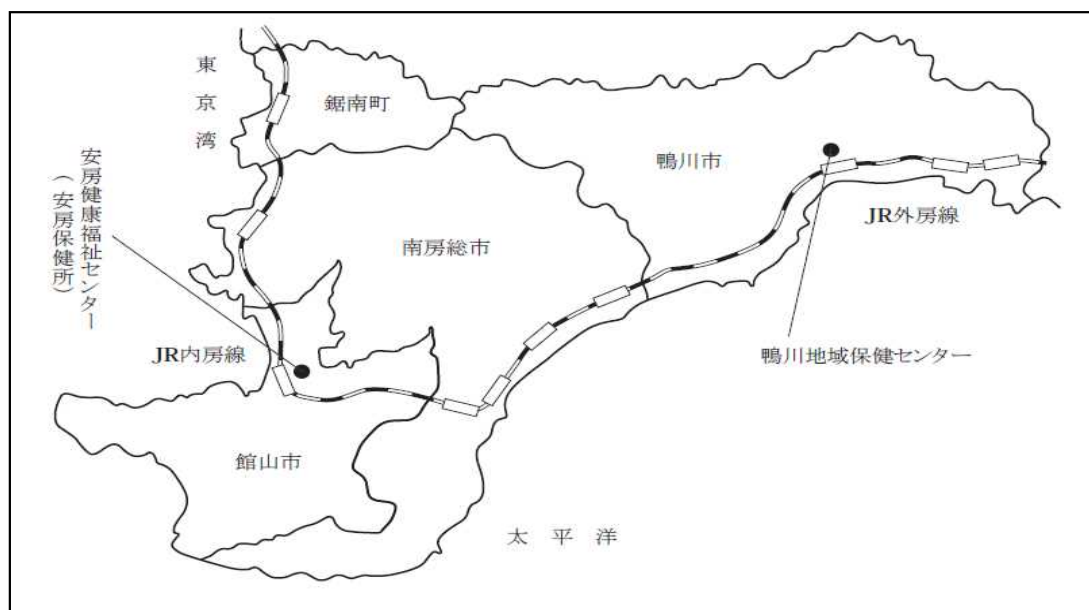 東京湾
鋸南町
鴨川市
安房健康福祉センター
（安房保健所）
南房総市
JR外房線
JR内房線
鴨川地域保健センター
館山市
太平洋